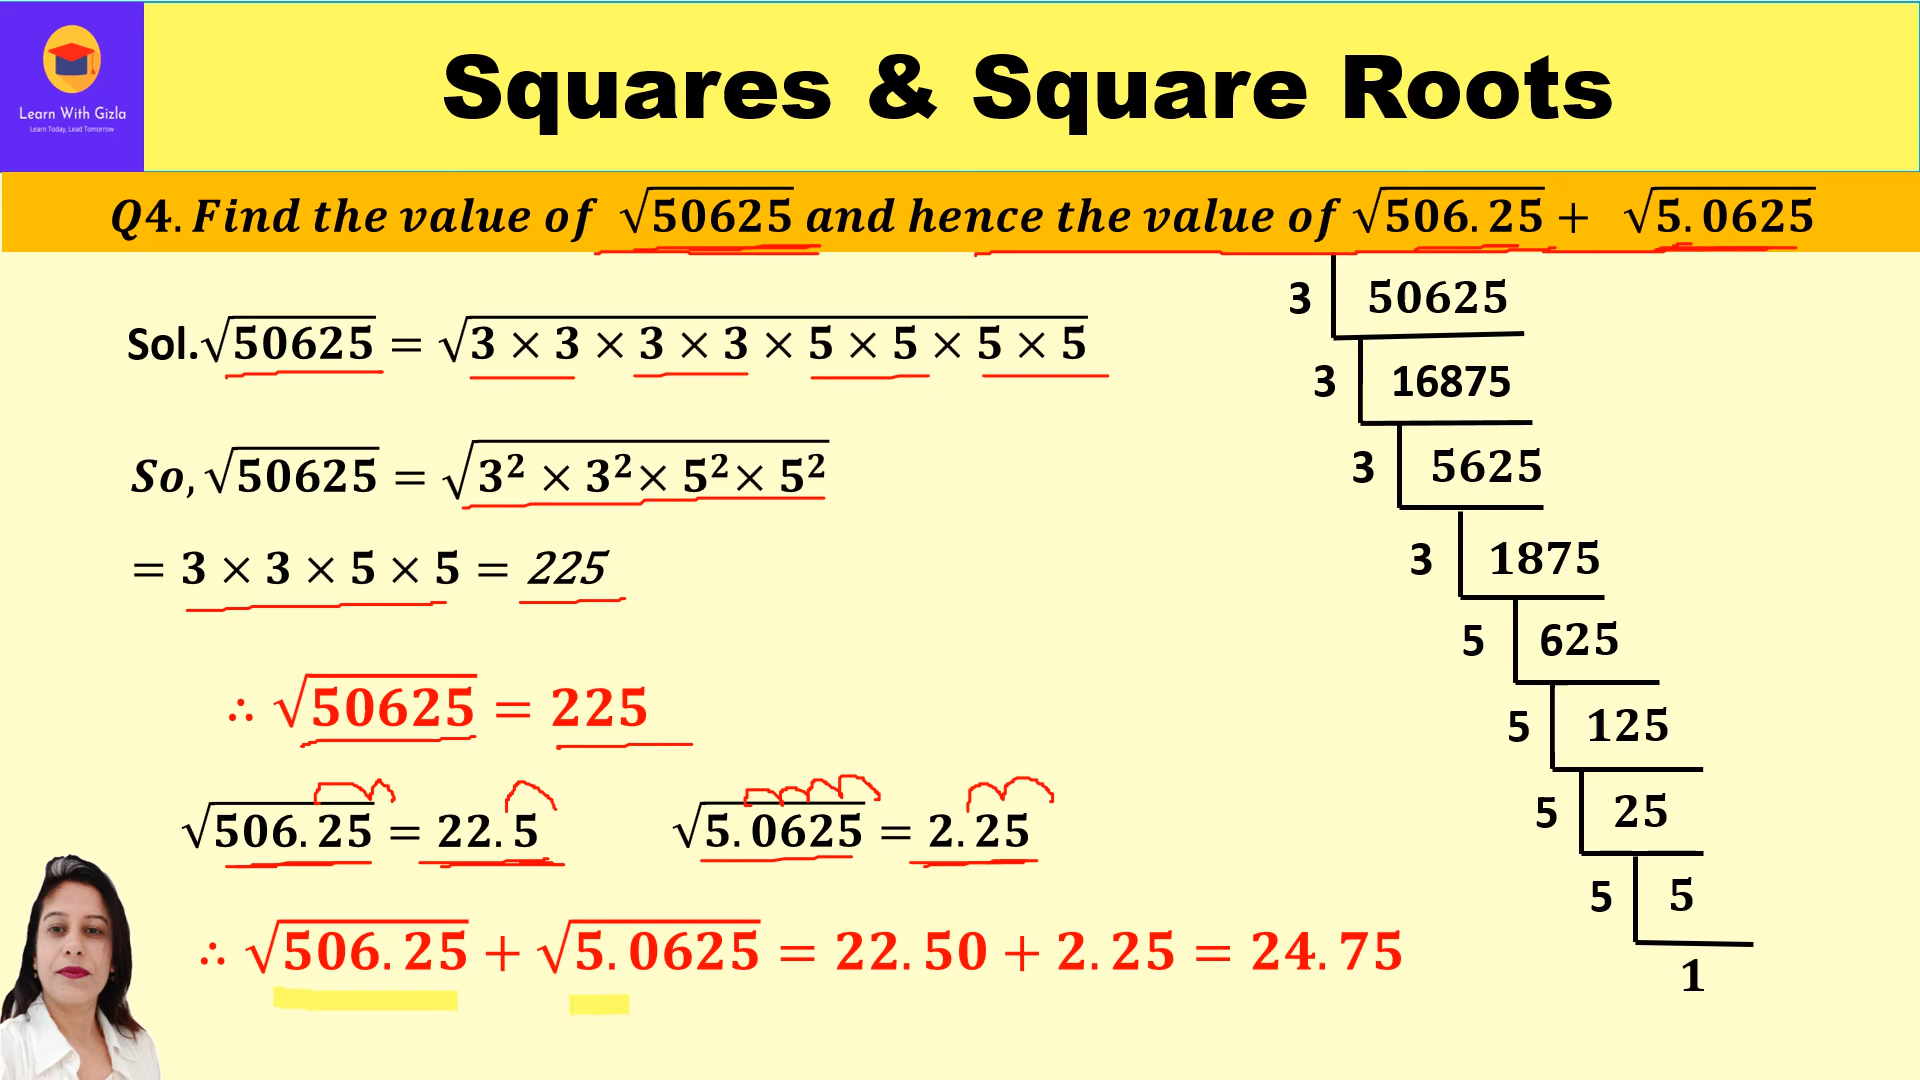 Learn With Gizla
Learn Today, Lead Tomorrow
Squares & Square Roots
Q4. Find the value of √50625 and hence the value of √506.25 + √5.0625
Sol. √50625 = √3 × 3 × 3 × 3 × 5 × 5 × 5 × 5
So, √50625 = √3² × 3² × 5² × 5²
= 3 × 3 × 5 × 5 = 225
∴ √50625 = 225
√506.25 = 22.5 √5.0625 = 2.25
∴ √506.25 + √5.0625 = 22.50 + 2.25 = 24.75
3 50625
3 16875
3 5625
3 1875
5 625
5 125
5 25
5 5
1